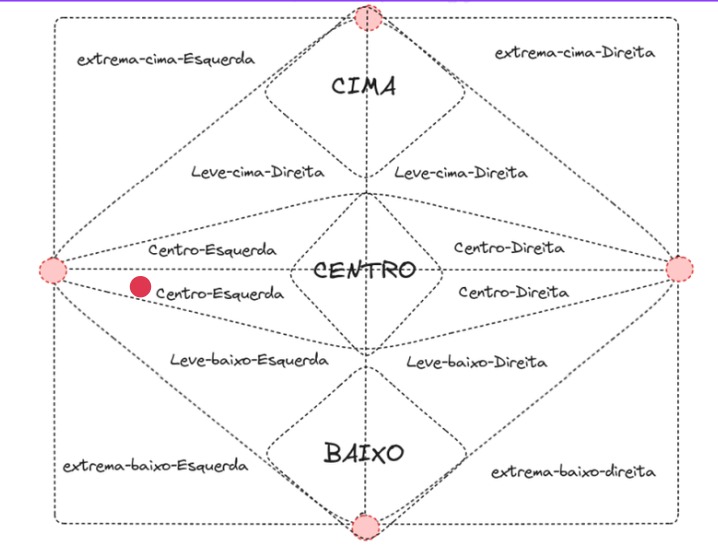 extrema-cima-Esquerda
extrema-cima-Direita
CIMA
Leve-cima-Direita
Leve-cima-Direita
Centro-Esquerda
Centro-Direita
CENTRO
Centro-Esquerda
Centro-Direita
Leve-baixo-Esquerda
Leve-baixo-Direita
BAIXO
extrema-baixo-Esquerda
extrema-baixo-direita